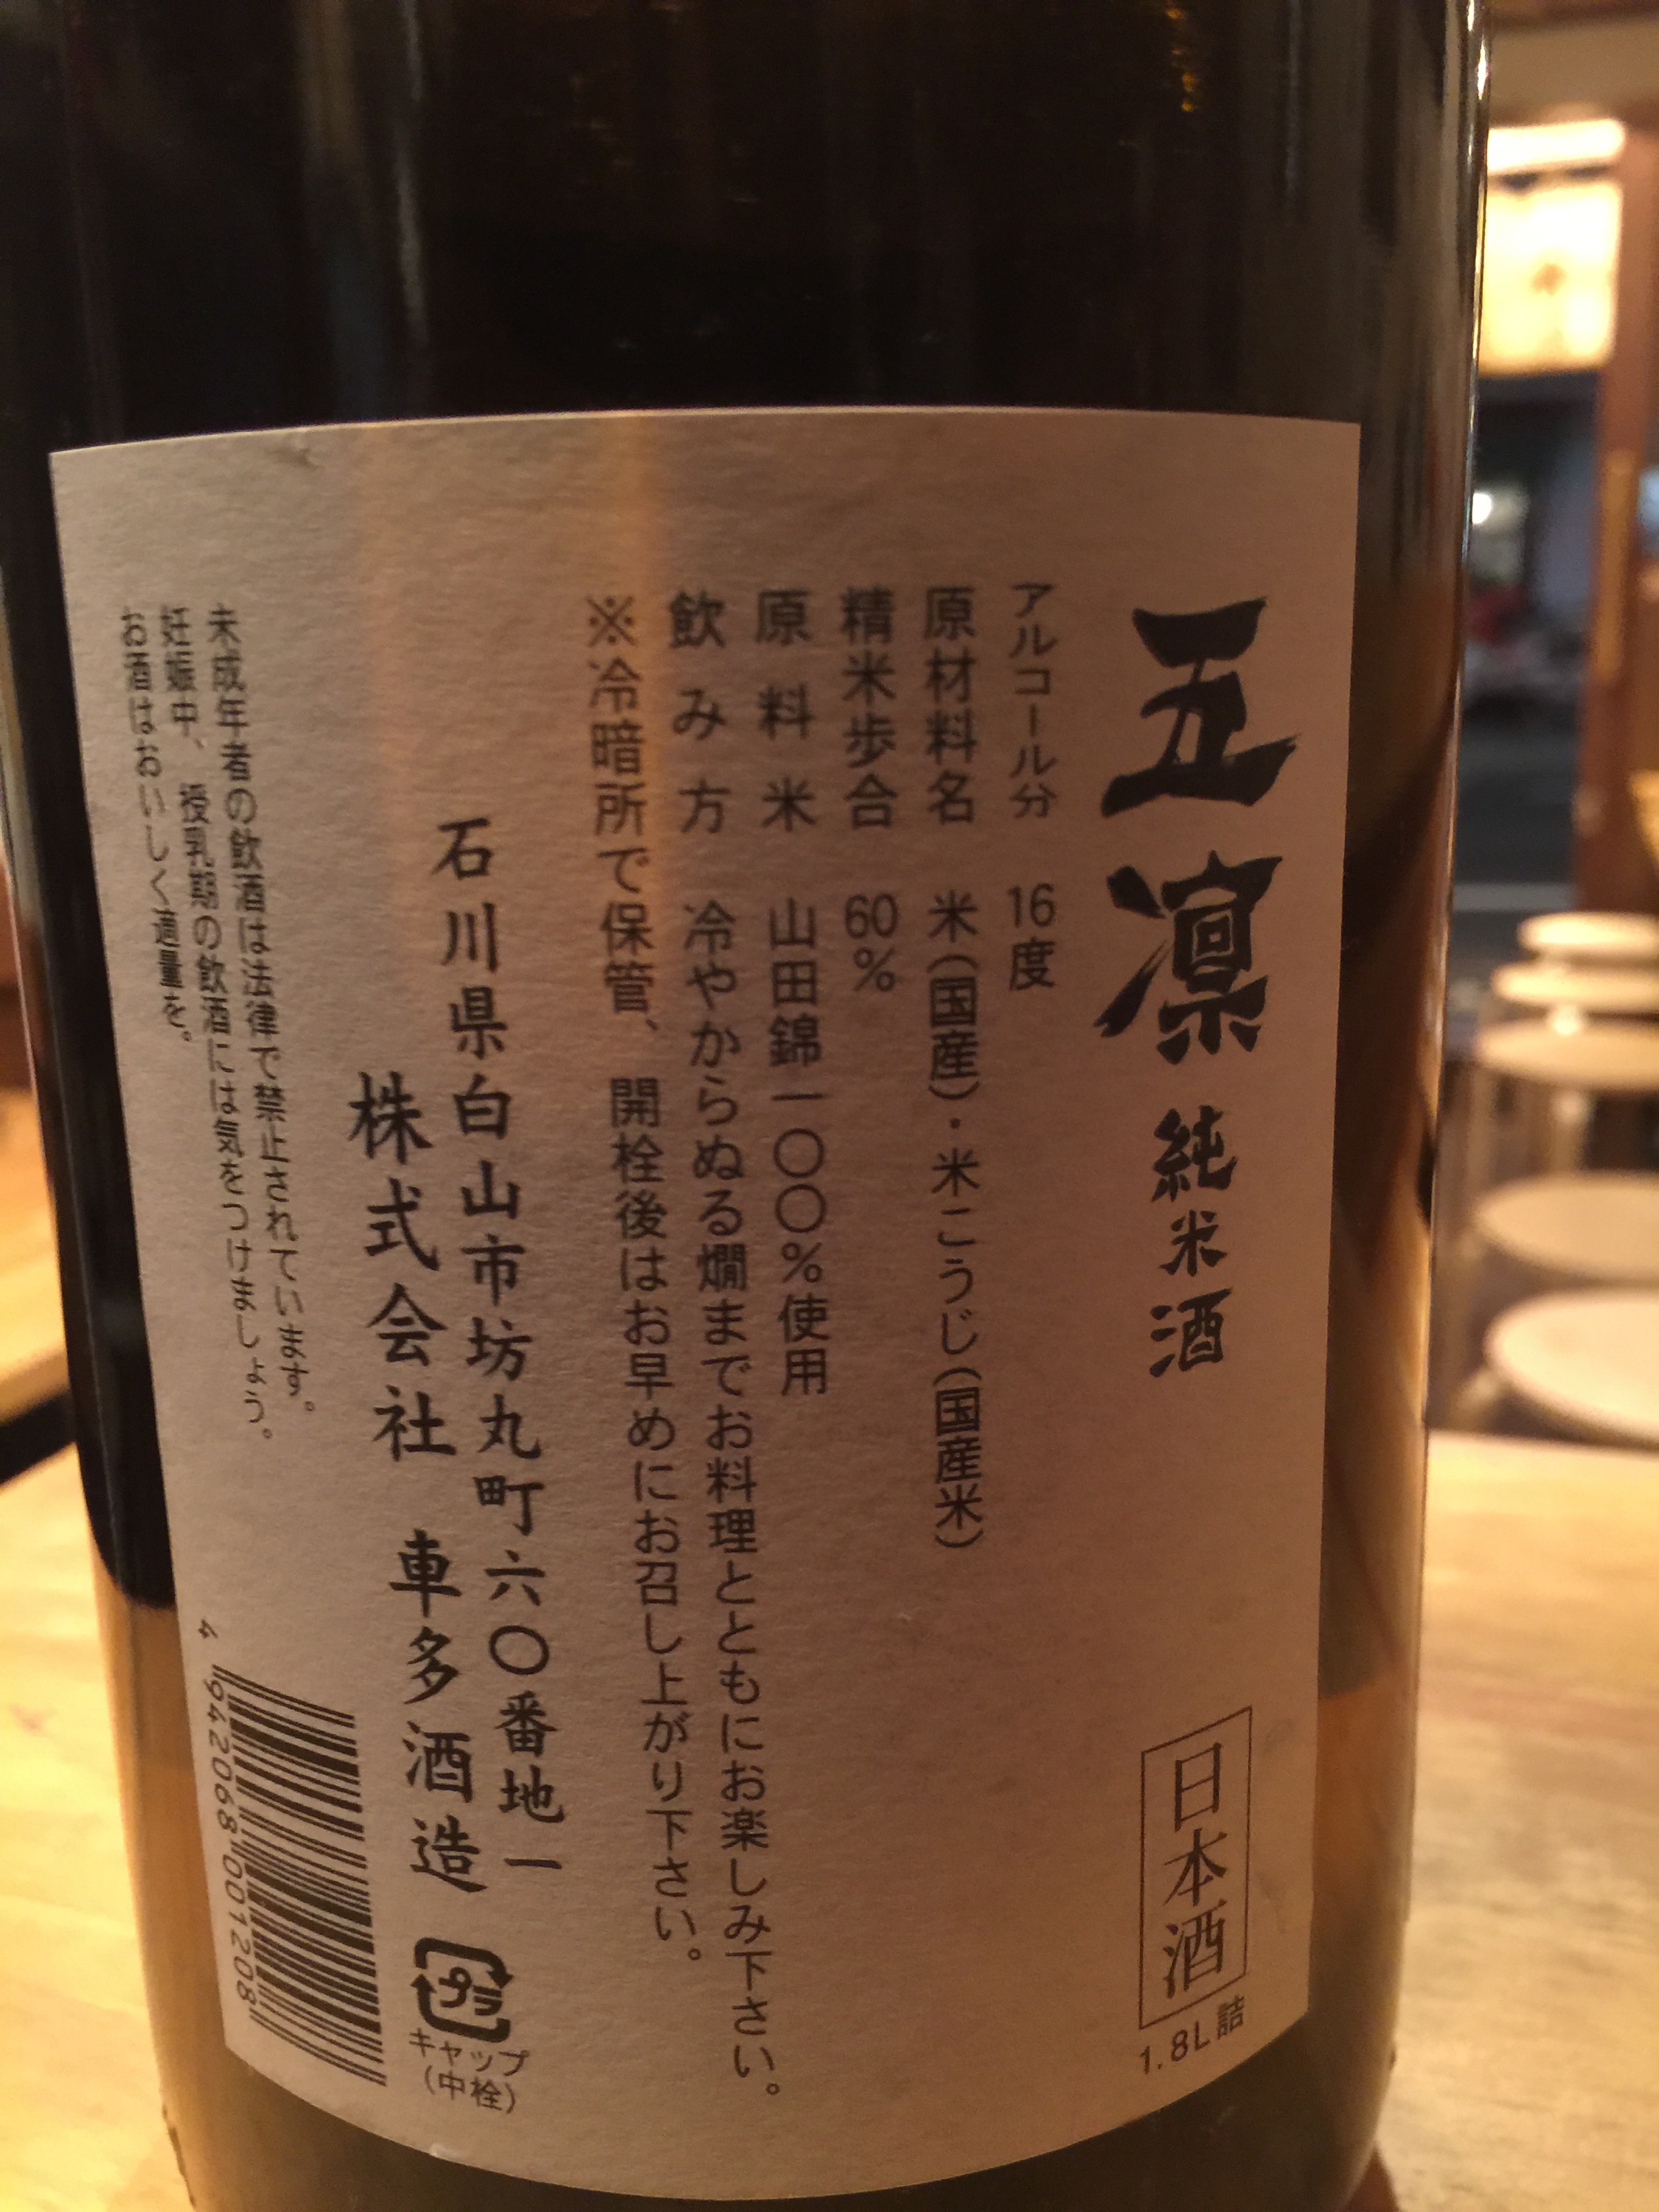 五凛 純米酒
日本酒
1.8L詰
アルコール分 16度
原材料名 米(国産)・米こうじ(国産米)
精米歩合 60%
原料米 山田錦一〇〇%使用
飲み方 冷やからぬる燗までお料理とともにお楽しみ下さい。
※冷暗所で保管、開栓後はお早めにお召し上がり下さい。
石川県白山市坊丸町六〇番地一
株式会社 車多酒造
プラ
キャップ
(中栓)
未成年者の飲酒は法律で禁止されています。
妊娠中、授乳期の飲酒には気をつけましょう。
お酒はおいしく適量を。
4 942068 001208